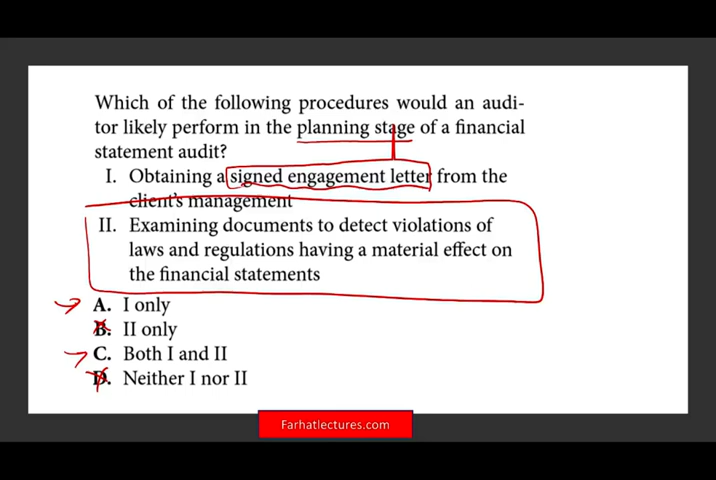 Which of the following procedures would an audi-
tor likely perform in the planning stage of a financial
statement audit?
I. Obtaining a signed engagement letter from the
client's management
II. Examining documents to detect violations of
laws and regulations having a material effect on
the financial statements
A. I only
B. II only
C. Both I and II
D. Neither I nor II
Farhatlectures.com